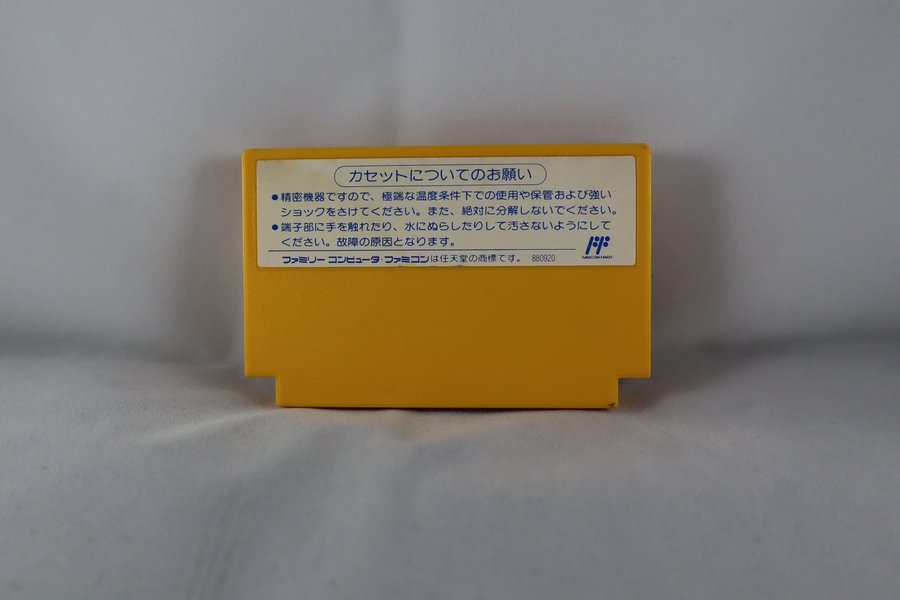 カセットについてのお願い
●精密機器ですので、極端な温度条件下での使用や保管および強い
ショックをさけてください。また、絶対に分解しないでください。
●端子部に手を触れたり、水にぬらしたりして汚さないようにして
ください。故障の原因となります。
FAMICOM FAMILY
ファミリーコンピュータ・ファミコンは任天堂の商標です。 880920